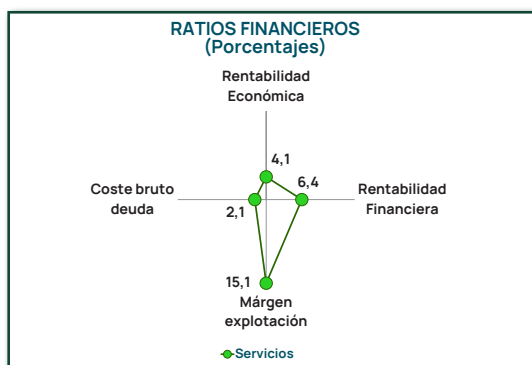 RATIOS FINANCIEROS
(Porcentajes)
Rentabilidad
Económica
4,1
6,4
Coste bruto
deuda
2,1
Rentabilidad
Financiera
15,1
Márgen
explotación
Servicios